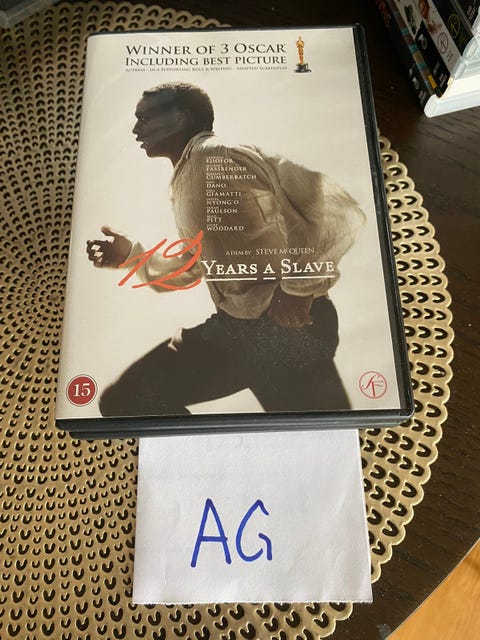 WINNER OF 3 OSCAR
INCLUDING BEST PICTURE
ACTRESS - IN A SUPPORTING ROLE & WRITING - ADAPTED SCREENPLAY
EJIOFOR
FASSBENDER
CUMBERBATCH
DANO
GIAMATTI
NYONG'O
PAULSON
PITT
WOODARD
A FILM BY STEVE MCQUEEN
12 YEARS A SLAVE
15
SF
AG